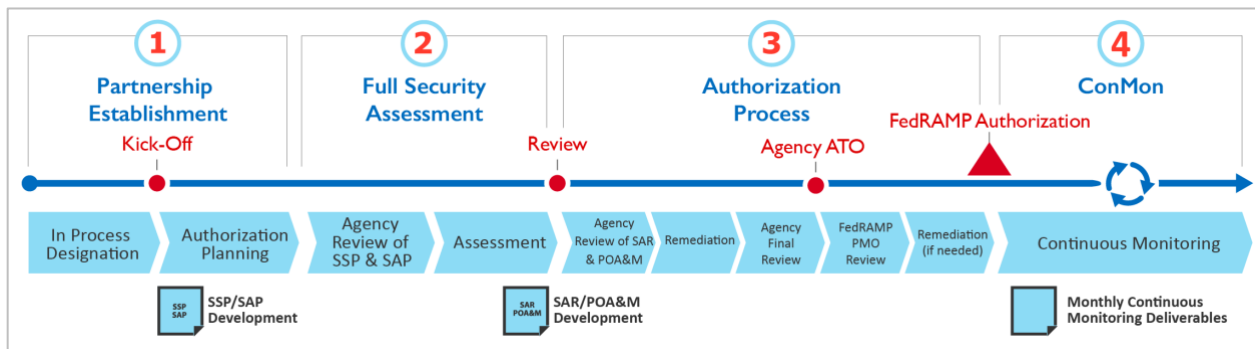 1
2
3
4
Partnership
Establishment
Full Security
Assessment
Authorization
Process
ConMon
Kick-Off
Review
Agency ATO
FedRAMP Authorization
In Process
Designation
Authorization
Planning
Agency
Review of
SSP & SAP
Assessment
Agency
Review of SAR
& POA&M
Remediation
Agency
Final
Review
FedRAMP
PMO
Review
Remediation
(if needed)
Continuous Monitoring
SSP
SAP
SSP/SAP
Development
SAR
POA&M
SAR/POA&M
Development
Monthly Continuous
Monitoring Deliverables